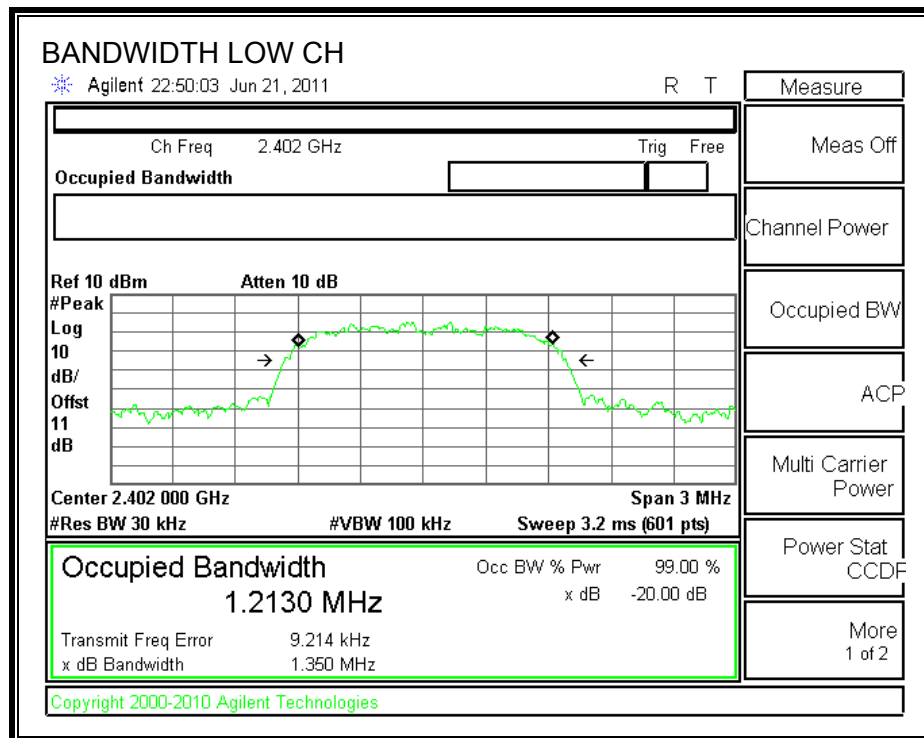 BANDWIDTH LOW CH
Agilent 22:50:03 Jun 21, 2011 R T
Measure
Ch Freq 2.402 GHz Trig Free
Meas Off
Occupied Bandwidth
Channel Power
Ref 10 dBm Atten 10 dB
#Peak
Log
10
dB/
Offst
11
dB
Occupied BW
ACP
Multi Carrier
Power
Center 2.402 000 GHz Span 3 MHz
#Res BW 30 kHz #VBW 100 kHz Sweep 3.2 ms (601 pts)
Power Stat
CCDF
Occupied Bandwidth Occ BW % Pwr 99.00 %
1.2130 MHz x dB -20.00 dB
Transmit Freq Error 9.214 kHz
x dB Bandwidth 1.350 MHz
More
1 of 2
Copyright 2000-2010 Agilent Technologies